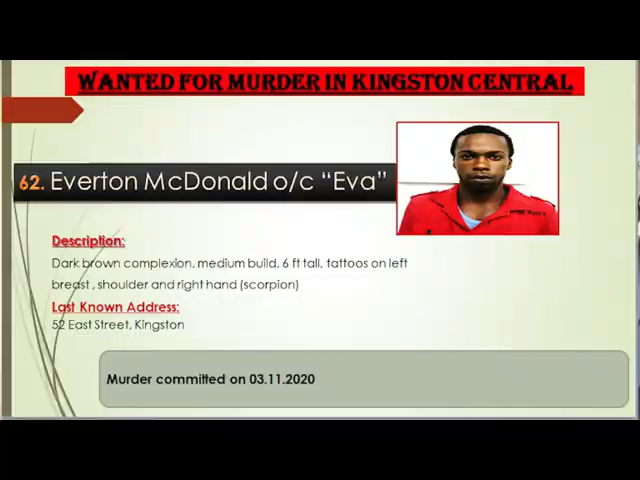 WANTED FOR MURDER IN KINGSTON CENTRAL
62. Everton McDonald o/c “Eva”
Description:
Dark brown complexion, medium build, 6 ft tall, tattoos on left
breast , shoulder and right hand (scorpion)
Last Known Address:
52 East Street, Kingston
Murder committed on 03.11.2020